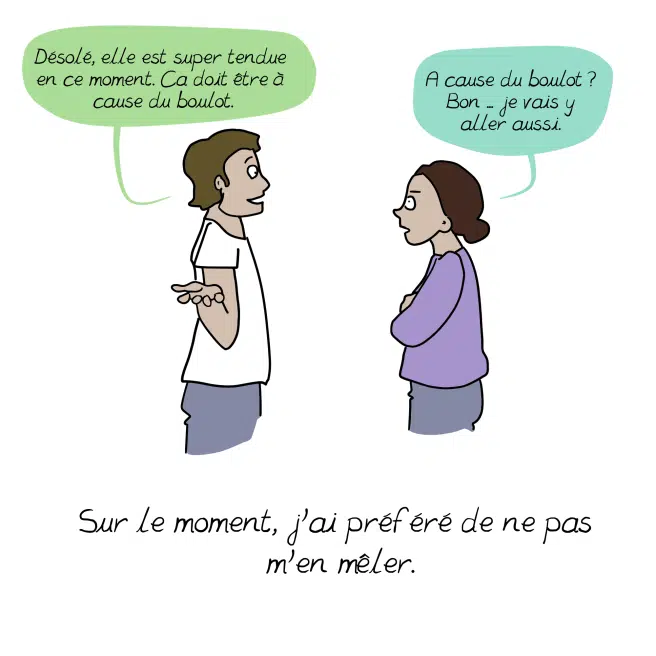 Désolé, elle est super tendue
en ce moment. Ca doit être à
cause du boulot.
A cause du boulot ?
Bon ... je vais y
aller aussi.
Sur le moment, j'ai préféré de ne pas
m'en mêler.